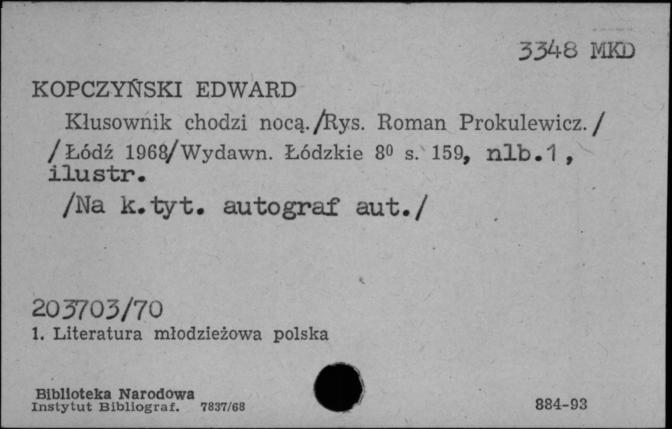 3348 MKD
KOPCZYŃSKI EDWARD
Kłusownik chodzi nocą./Rys. Roman Prokulewicz./
/Łódź 1968/Wydawn. Łódzkie 8⁰ s. 159, nlb.1,
ilustr.
/Na k.tyt. autograf aut./
203703/70
1. Literatura młodzieżowa polska
Biblioteka Narodowa
Instytut Bibliograf. 7837/68
884-93